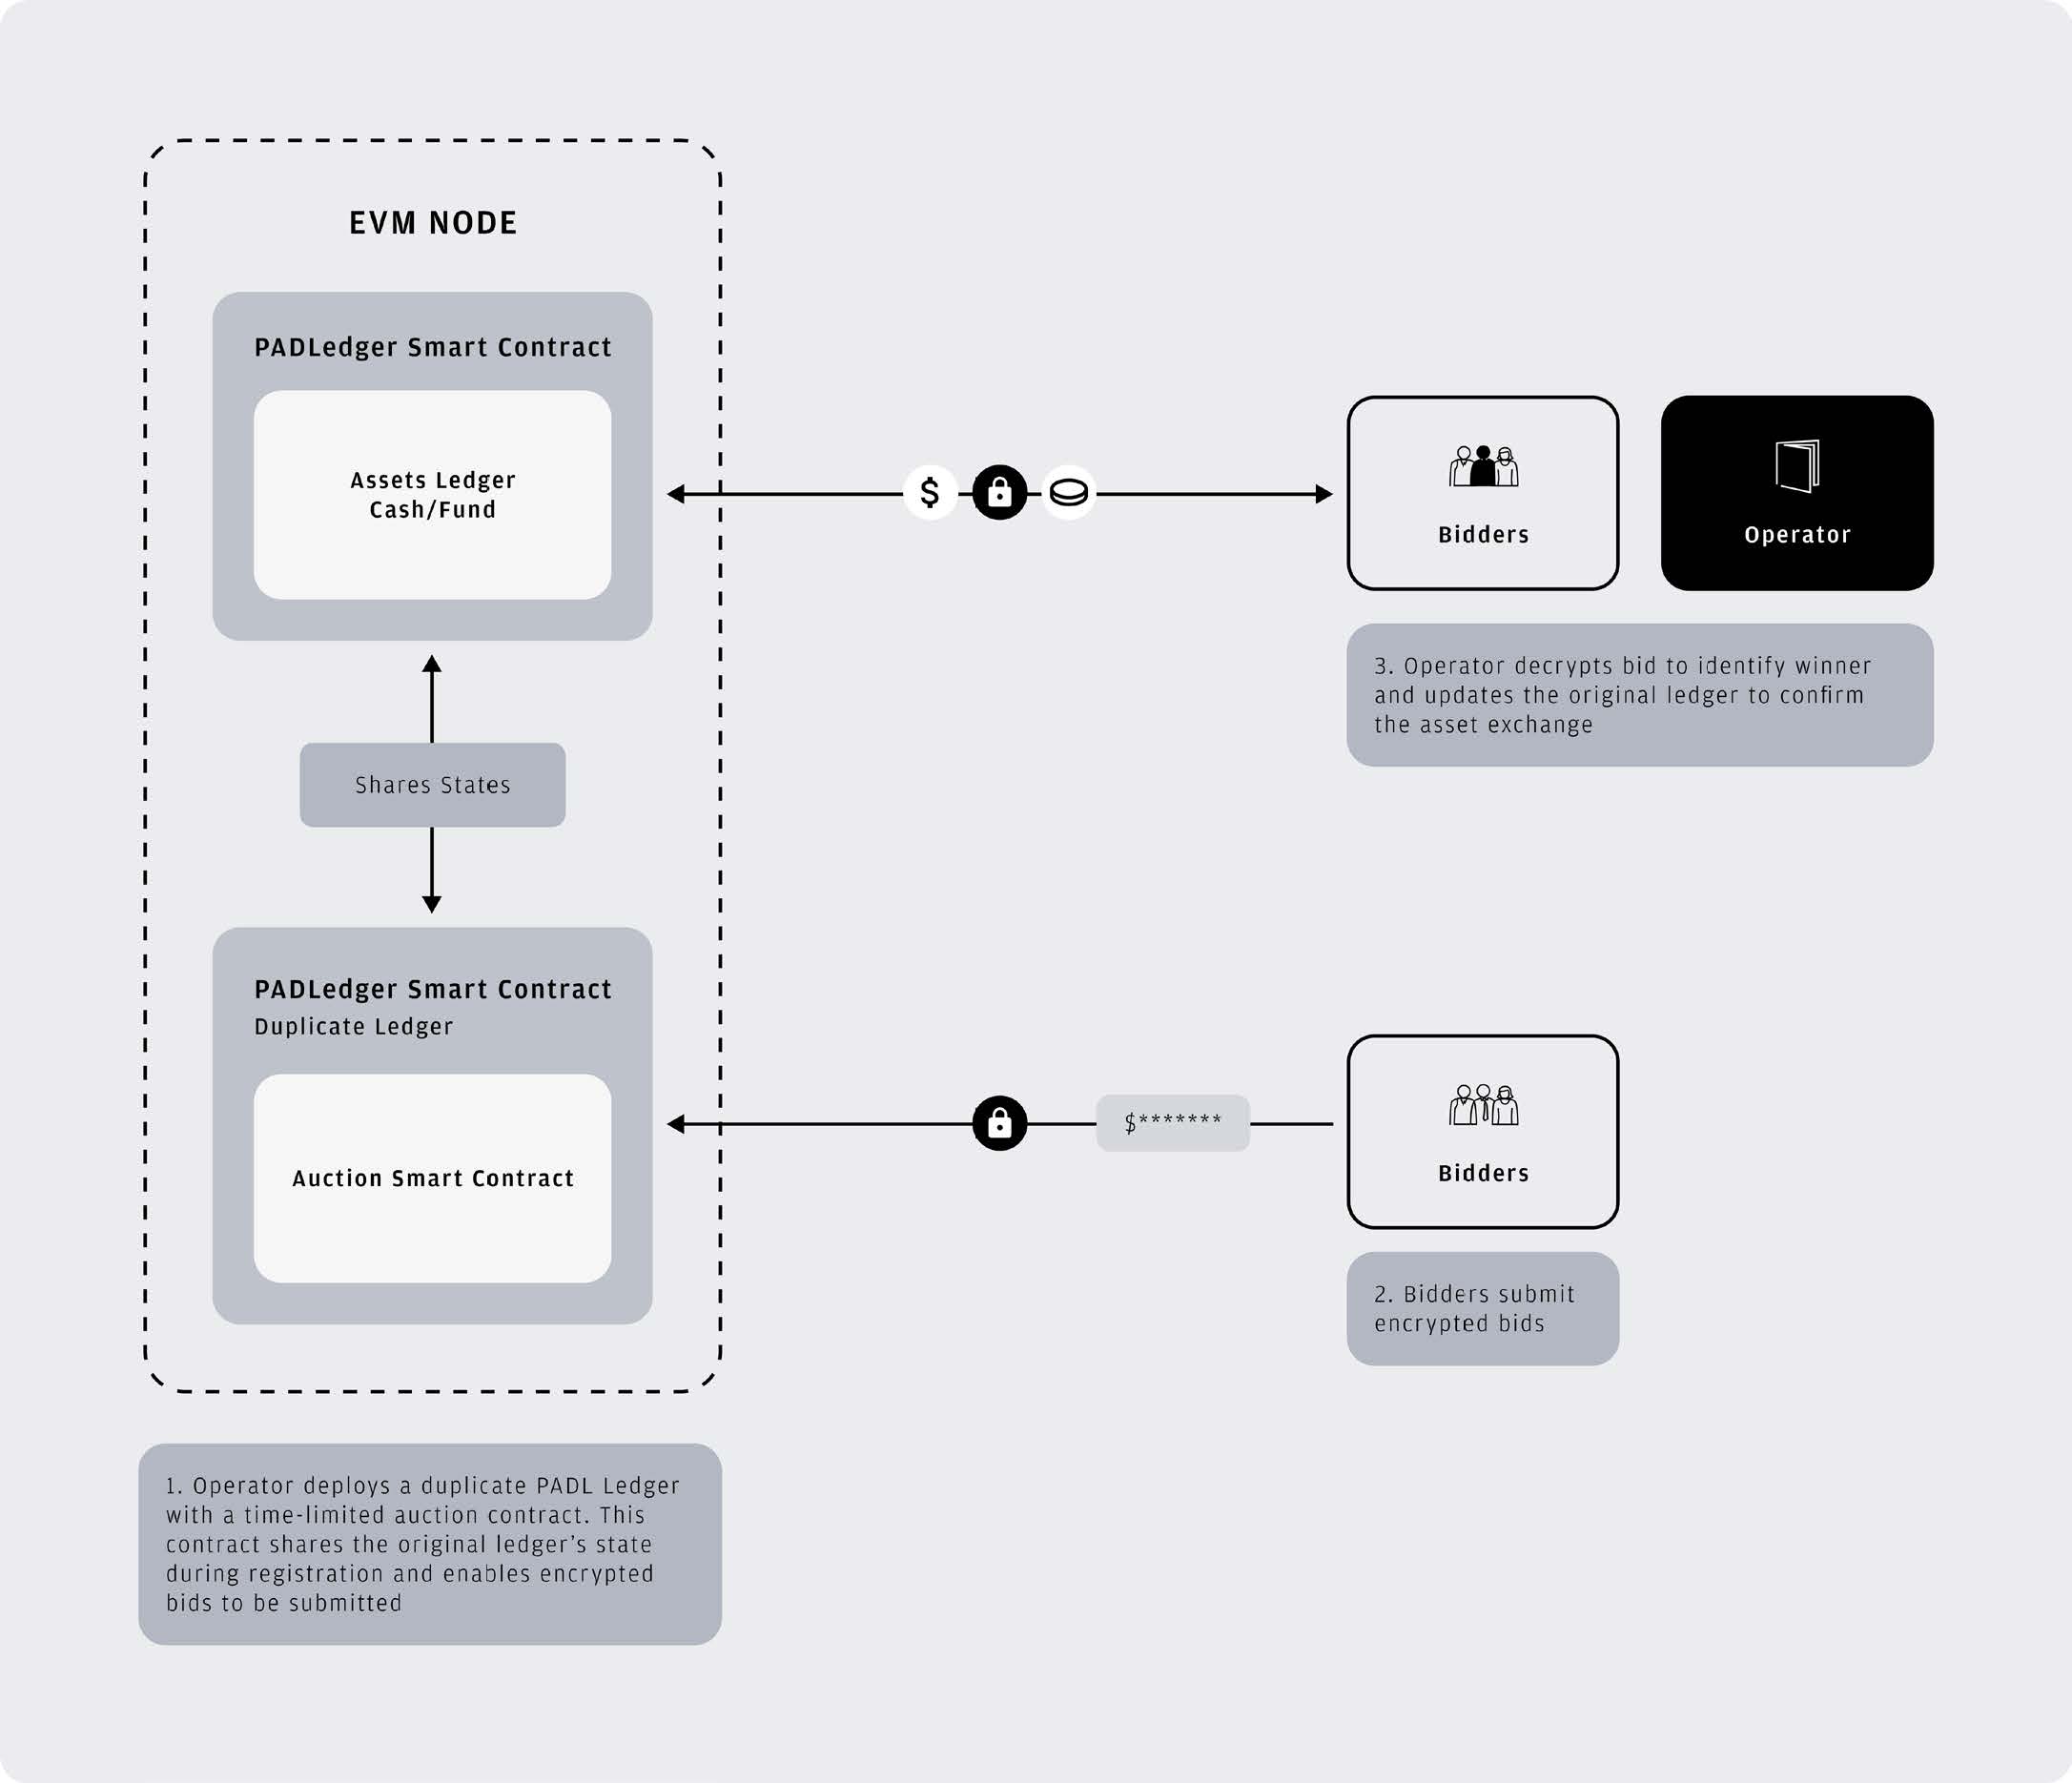 EVM NODE
PADLedger Smart Contract
Assets Ledger
Cash/Fund
$
Bidders
Operator
3. Operator decrypts bid to identify winner
and updates the original ledger to confirm
the asset exchange
Shares States
PADLedger Smart Contract
Duplicate Ledger
Auction Smart Contract
$*******
Bidders
2. Bidders submit
encrypted bids
1. Operator deploys a duplicate PADL Ledger
with a time-limited auction contract. This
contract shares the original ledger’s state
during registration and enables encrypted
bids to be submitted